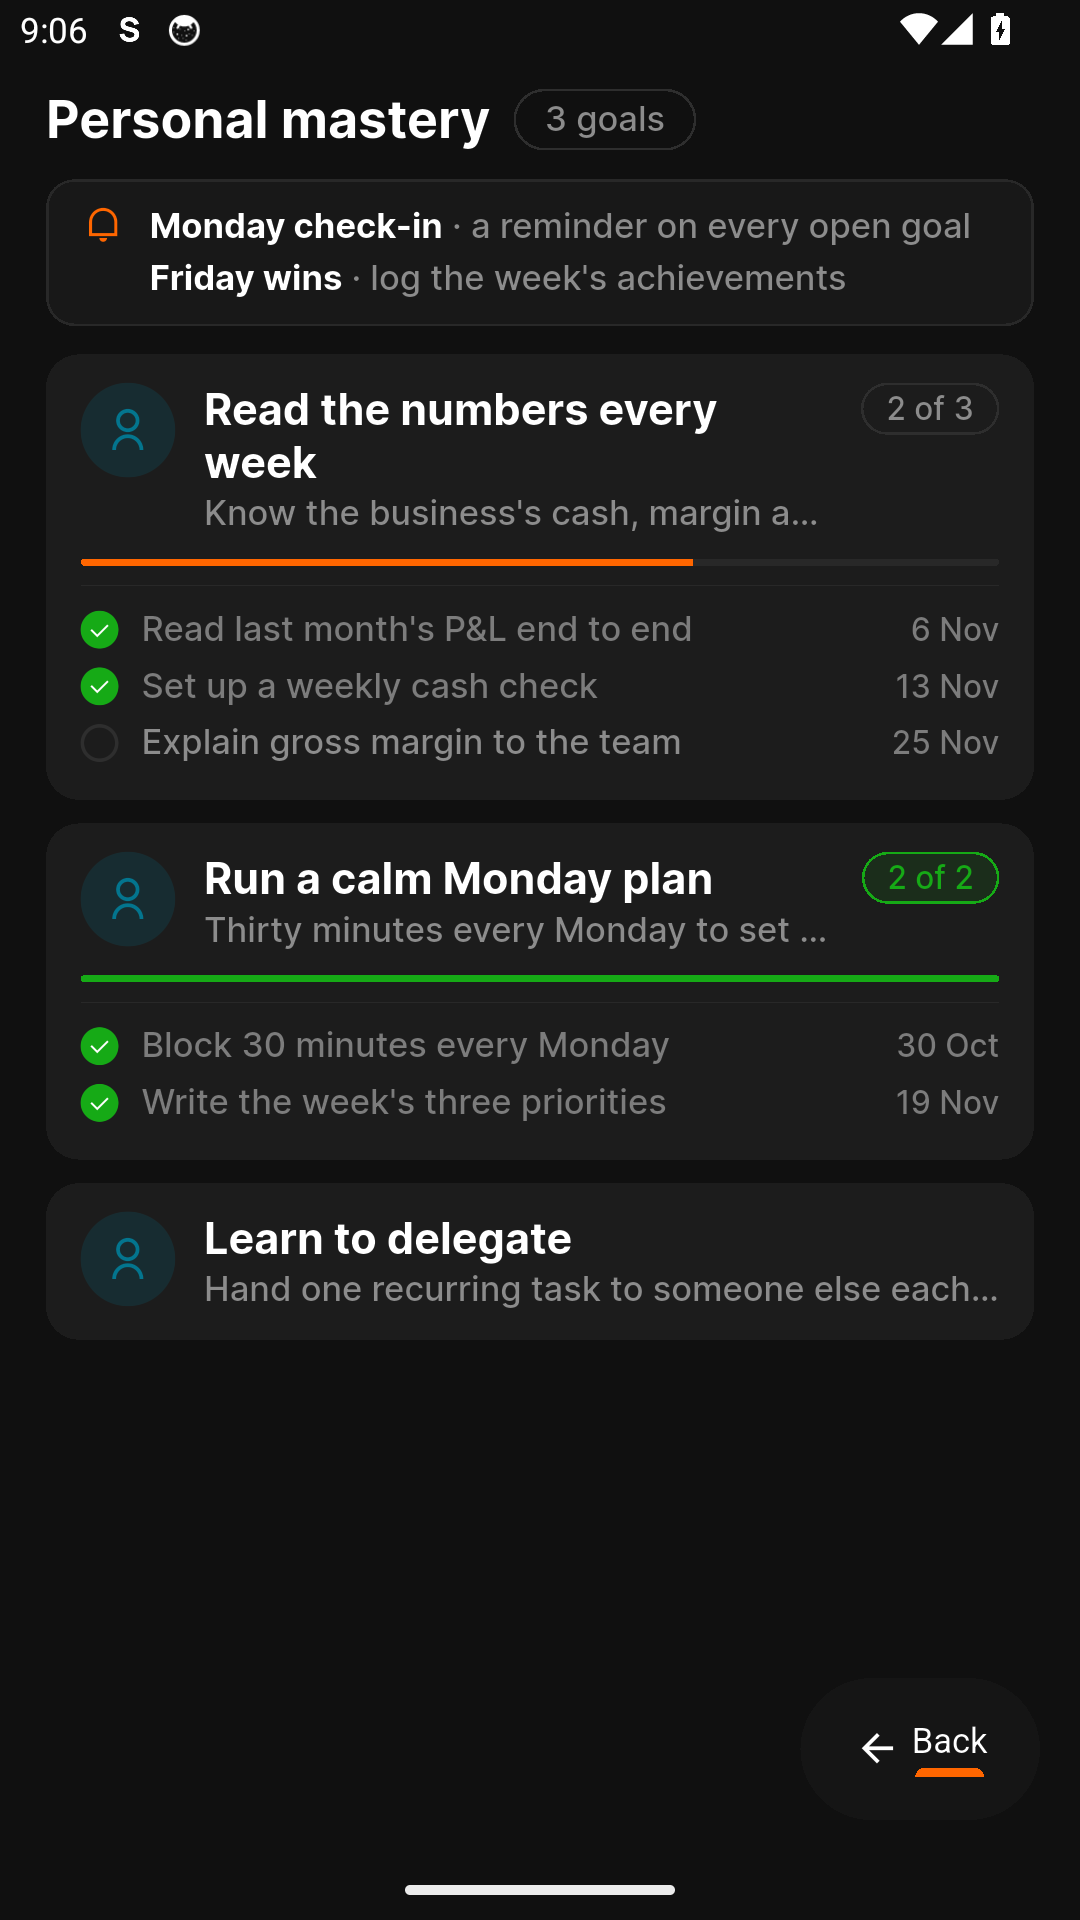 9:06 S
Personal mastery 3 goals
Monday check-in · a reminder on every open goal
Friday wins · log the week's achievements
Read the numbers every 2 of 3
week
Know the business's cash, margin a...
Read last month's P&L end to end 6 Nov
Set up a weekly cash check 13 Nov
Explain gross margin to the team 25 Nov
Run a calm Monday plan 2 of 2
Thirty minutes every Monday to set ...
Block 30 minutes every Monday 30 Oct
Write the week's three priorities 19 Nov
Learn to delegate
Hand one recurring task to someone else each...
Back